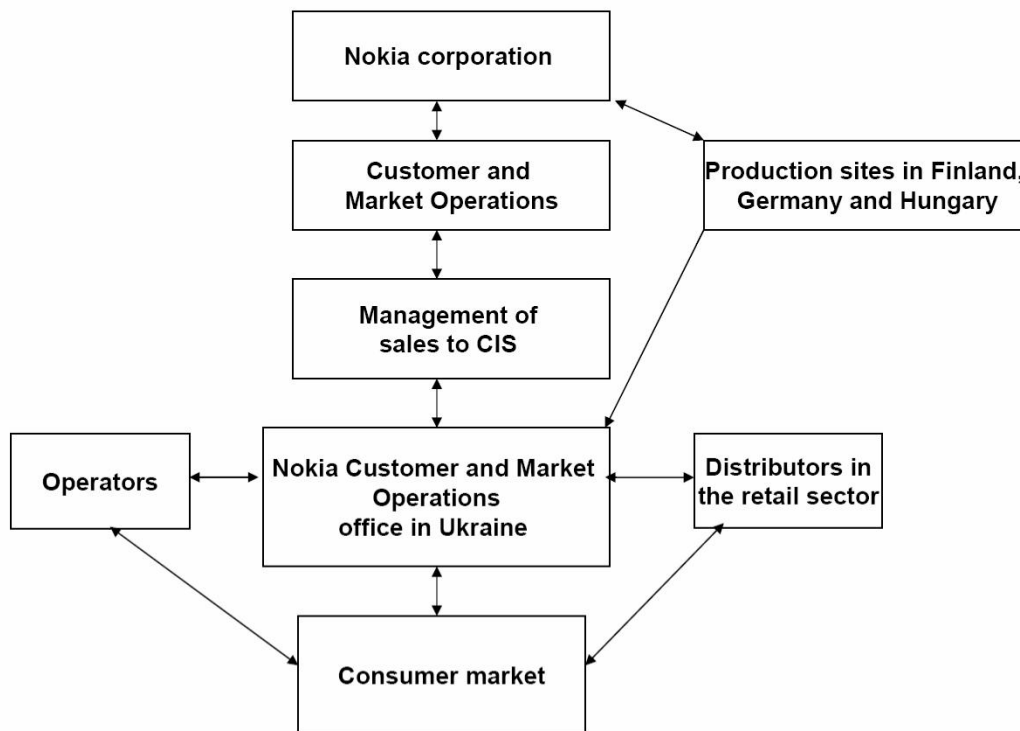 Nokia corporation
Customer and
Market Operations
Production sites in Finland,
Germany and Hungary
Management of
sales to CIS
Operators
Nokia Customer and Market
Operations
office in Ukraine
Distributors in
the retail sector
Consumer market